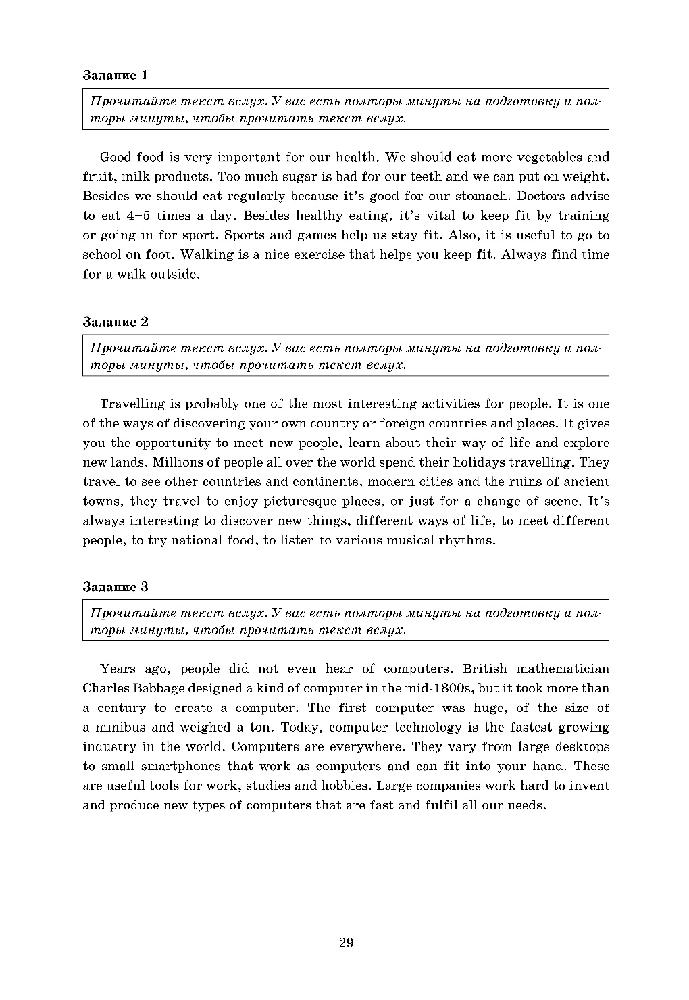 Задание 1
Прочитайте текст вслух. У вас есть полторы минуты на подготовку и пол-
торы минуты, чтобы прочитать текст вслух.
Good food is very important for our health. We should eat more vegetables and
fruit, milk products. Too much sugar is bad for our teeth and we can put on weight.
Besides we should eat regularly because it’s good for our stomach. Doctors advise
to eat 4–5 times a day. Besides healthy eating, it’s vital to keep fit by training
or going in for sport. Sports and games help us stay fit. Also, it is useful to go to
school on foot. Walking is a nice exercise that helps you keep fit. Always find time
for a walk outside.
Задание 2
Прочитайте текст вслух. У вас есть полторы минуты на подготовку и пол-
торы минуты, чтобы прочитать текст вслух.
Travelling is probably one of the most interesting activities for people. It is one
of the ways of discovering your own country or foreign countries and places. It gives
you the opportunity to meet new people, learn about their way of life and explore
new lands. Millions of people all over the world spend their holidays travelling. They
travel to see other countries and continents, modern cities and the ruins of ancient
towns, they travel to enjoy picturesque places, or just for a change of scene. It’s
always interesting to discover new things, different ways of life, to meet different
people, to try national food, to listen to various musical rhythms.
Задание 3
Прочитайте текст вслух. У вас есть полторы минуты на подготовку и пол-
торы минуты, чтобы прочитать текст вслух.
Years ago, people did not even hear of computers. British mathematician
Charles Babbage designed a kind of computer in the mid-1800s, but it took more than
a century to create a computer. The first computer was huge, of the size of
a minibus and weighed a ton. Today, computer technology is the fastest growing
industry in the world. Computers are everywhere. They vary from large desktops
to small smartphones that work as computers and can fit into your hand. These
are useful tools for work, studies and hobbies. Large companies work hard to invent
and produce new types of computers that are fast and fulfil all our needs.
29